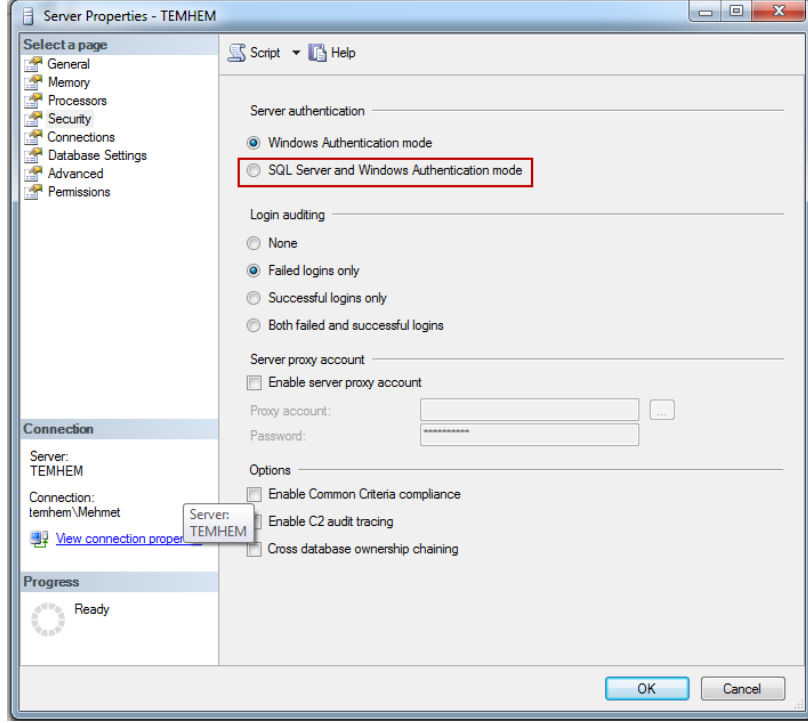 Server Properties - TEMHEM
Select a page
General
Memory
Processors
Security
Connections
Database Settings
Advanced
Permissions
Script
Help
Server authentication
Windows Authentication mode
SQL Server and Windows Authentication mode
Login auditing
None
Failed logins only
Successful logins only
Both failed and successful logins
Server proxy account
Enable server proxy account
Proxy account:
...
Password:
**********
Options
Enable Common Criteria compliance
Enable C2 audit tracing
Cross database ownership chaining
Connection
Server:
TEMHEM
Connection:
temhem\Mehmet
Server:
TEMHEM
View connection
Progress
Ready
OK
Cancel